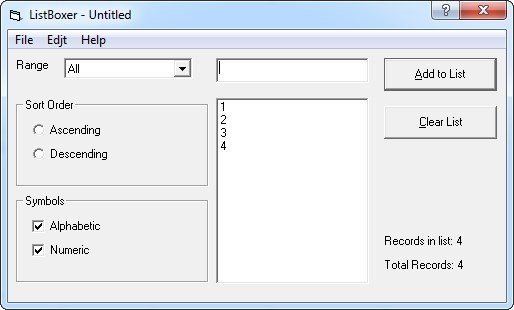 ListBoxer - Untitled
File Edjt Help
Range All
Add to List
Sort Order
Ascending
Descending
1
2
3
4
Clear List
Symbols
Alphabetic
Numeric
Records in list: 4
Total Records: 4